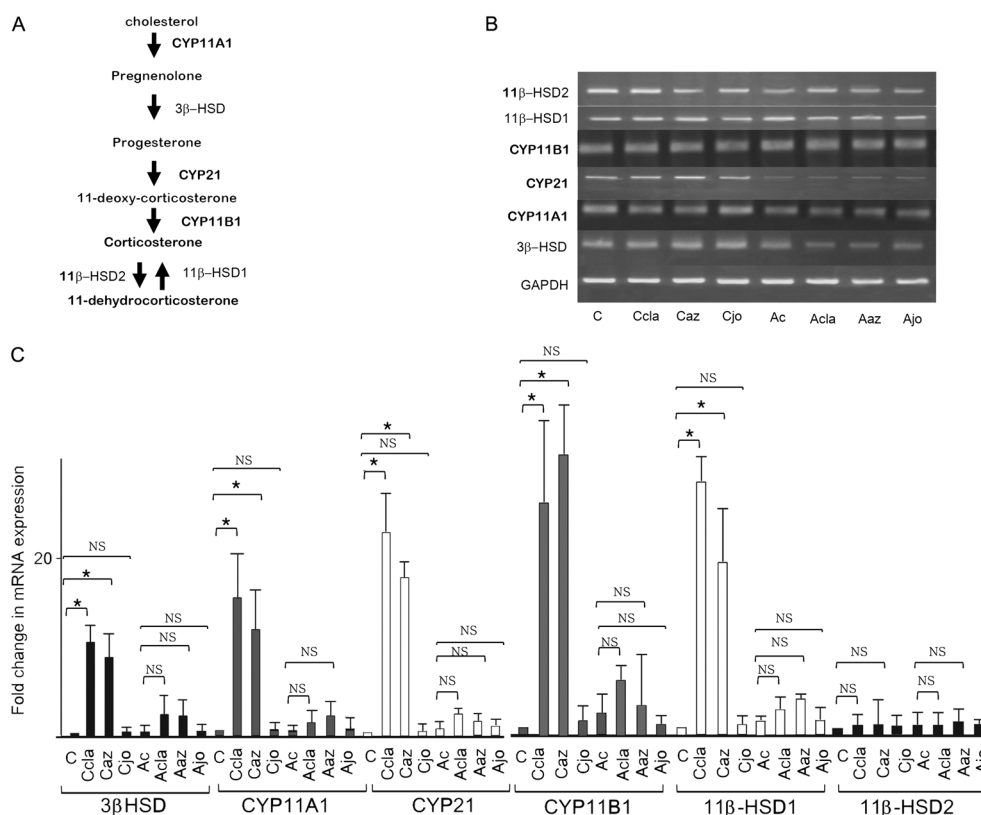 A
cholesterol
CYP11A1
Pregnenolone
3β-HSD
Progesterone
CYP21
11-deoxy-corticosterone
CYP11B1
Corticosterone
11β-HSD2
11β-HSD1
11-dehydrocorticosterone
B
11β-HSD2
11β-HSD1
CYP11B1
CYP21
CYP11A1
3β-HSD
GAPDH
C Ccla Caz Cjo Ac Acla Aaz Ajo
C
Fold change in mRNA expression
20
NS
*
*
NS
NS
NS
NS
*
*
NS
NS
*
NS
*
NS
NS
NS
NS
*
*
NS
NS
NS
NS
*
*
NS
NS
NS
NS
NS
NS
NS
C Ccla Caz Cjo Ac Acla Aaz Ajo C Ccla Caz Cjo Ac Acla Aaz Ajo C Ccla Caz Cjo Ac Acla Aaz Ajo C Ccla Caz Cjo Ac Acla Aaz Ajo C Ccla Caz Cjo Ac Acla Aaz Ajo C Ccla Caz Cjo Ac Acla Aaz Ajo
3βHSD CYP11A1 CYP21 CYP11B1 11β-HSD1 11β-HSD2